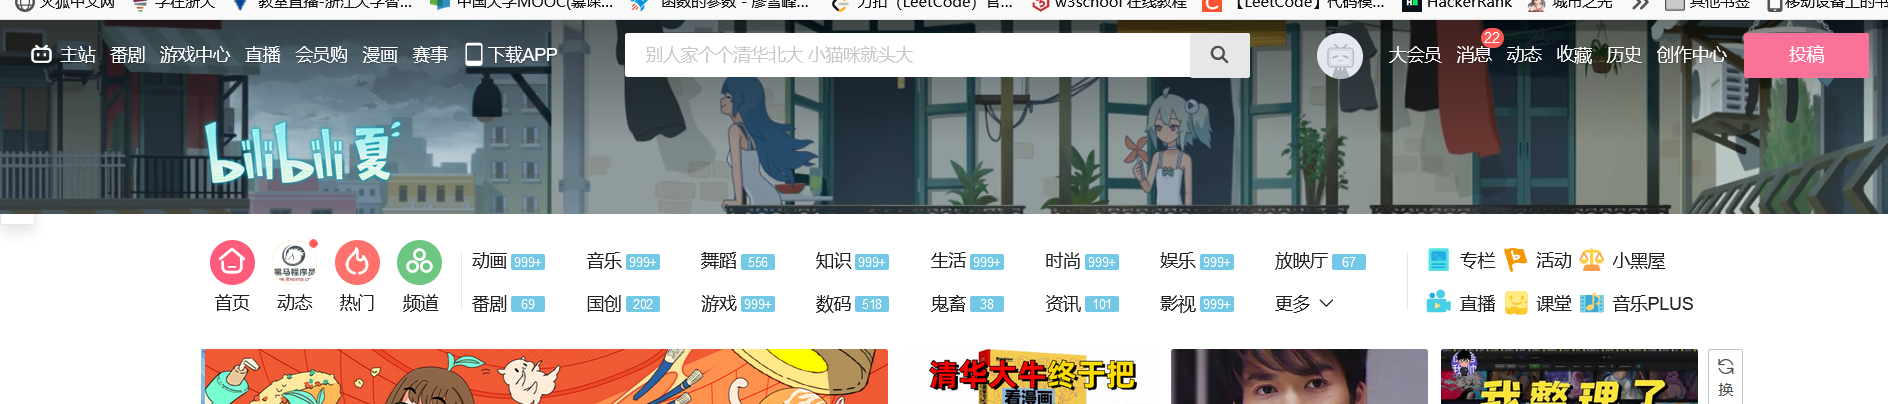 火狐中文网 学在浙大 教室直播-浙江大学智... 中国大学MOOC(慕课... 函数的参数 - 廖雪峰... 力扣（LeetCode）官... w3school 在线教程 【LeetCode】代码模... HackerRank 城市之光 其他书签 移动设备上的书
主站 番剧 游戏中心 直播 会员购 漫画 赛事 下载APP 别人家个个清华北大 小猫咪就头大 大会员 消息 22 动态 收藏 历史 创作中心 投稿
bilibili 夏
动画 999+ 音乐 999+ 舞蹈 556 知识 999+ 生活 999+ 时尚 999+ 娱乐 999+ 放映厅 67 专栏 活动 小黑屋
黑马程序员
首页 动态 热门 频道 番剧 69 国创 202 游戏 999+ 数码 518 鬼畜 38 资讯 101 影视 999+ 更多 直播 课堂 音乐PLUS
清华大牛终于把
看漫画
我整理了
换